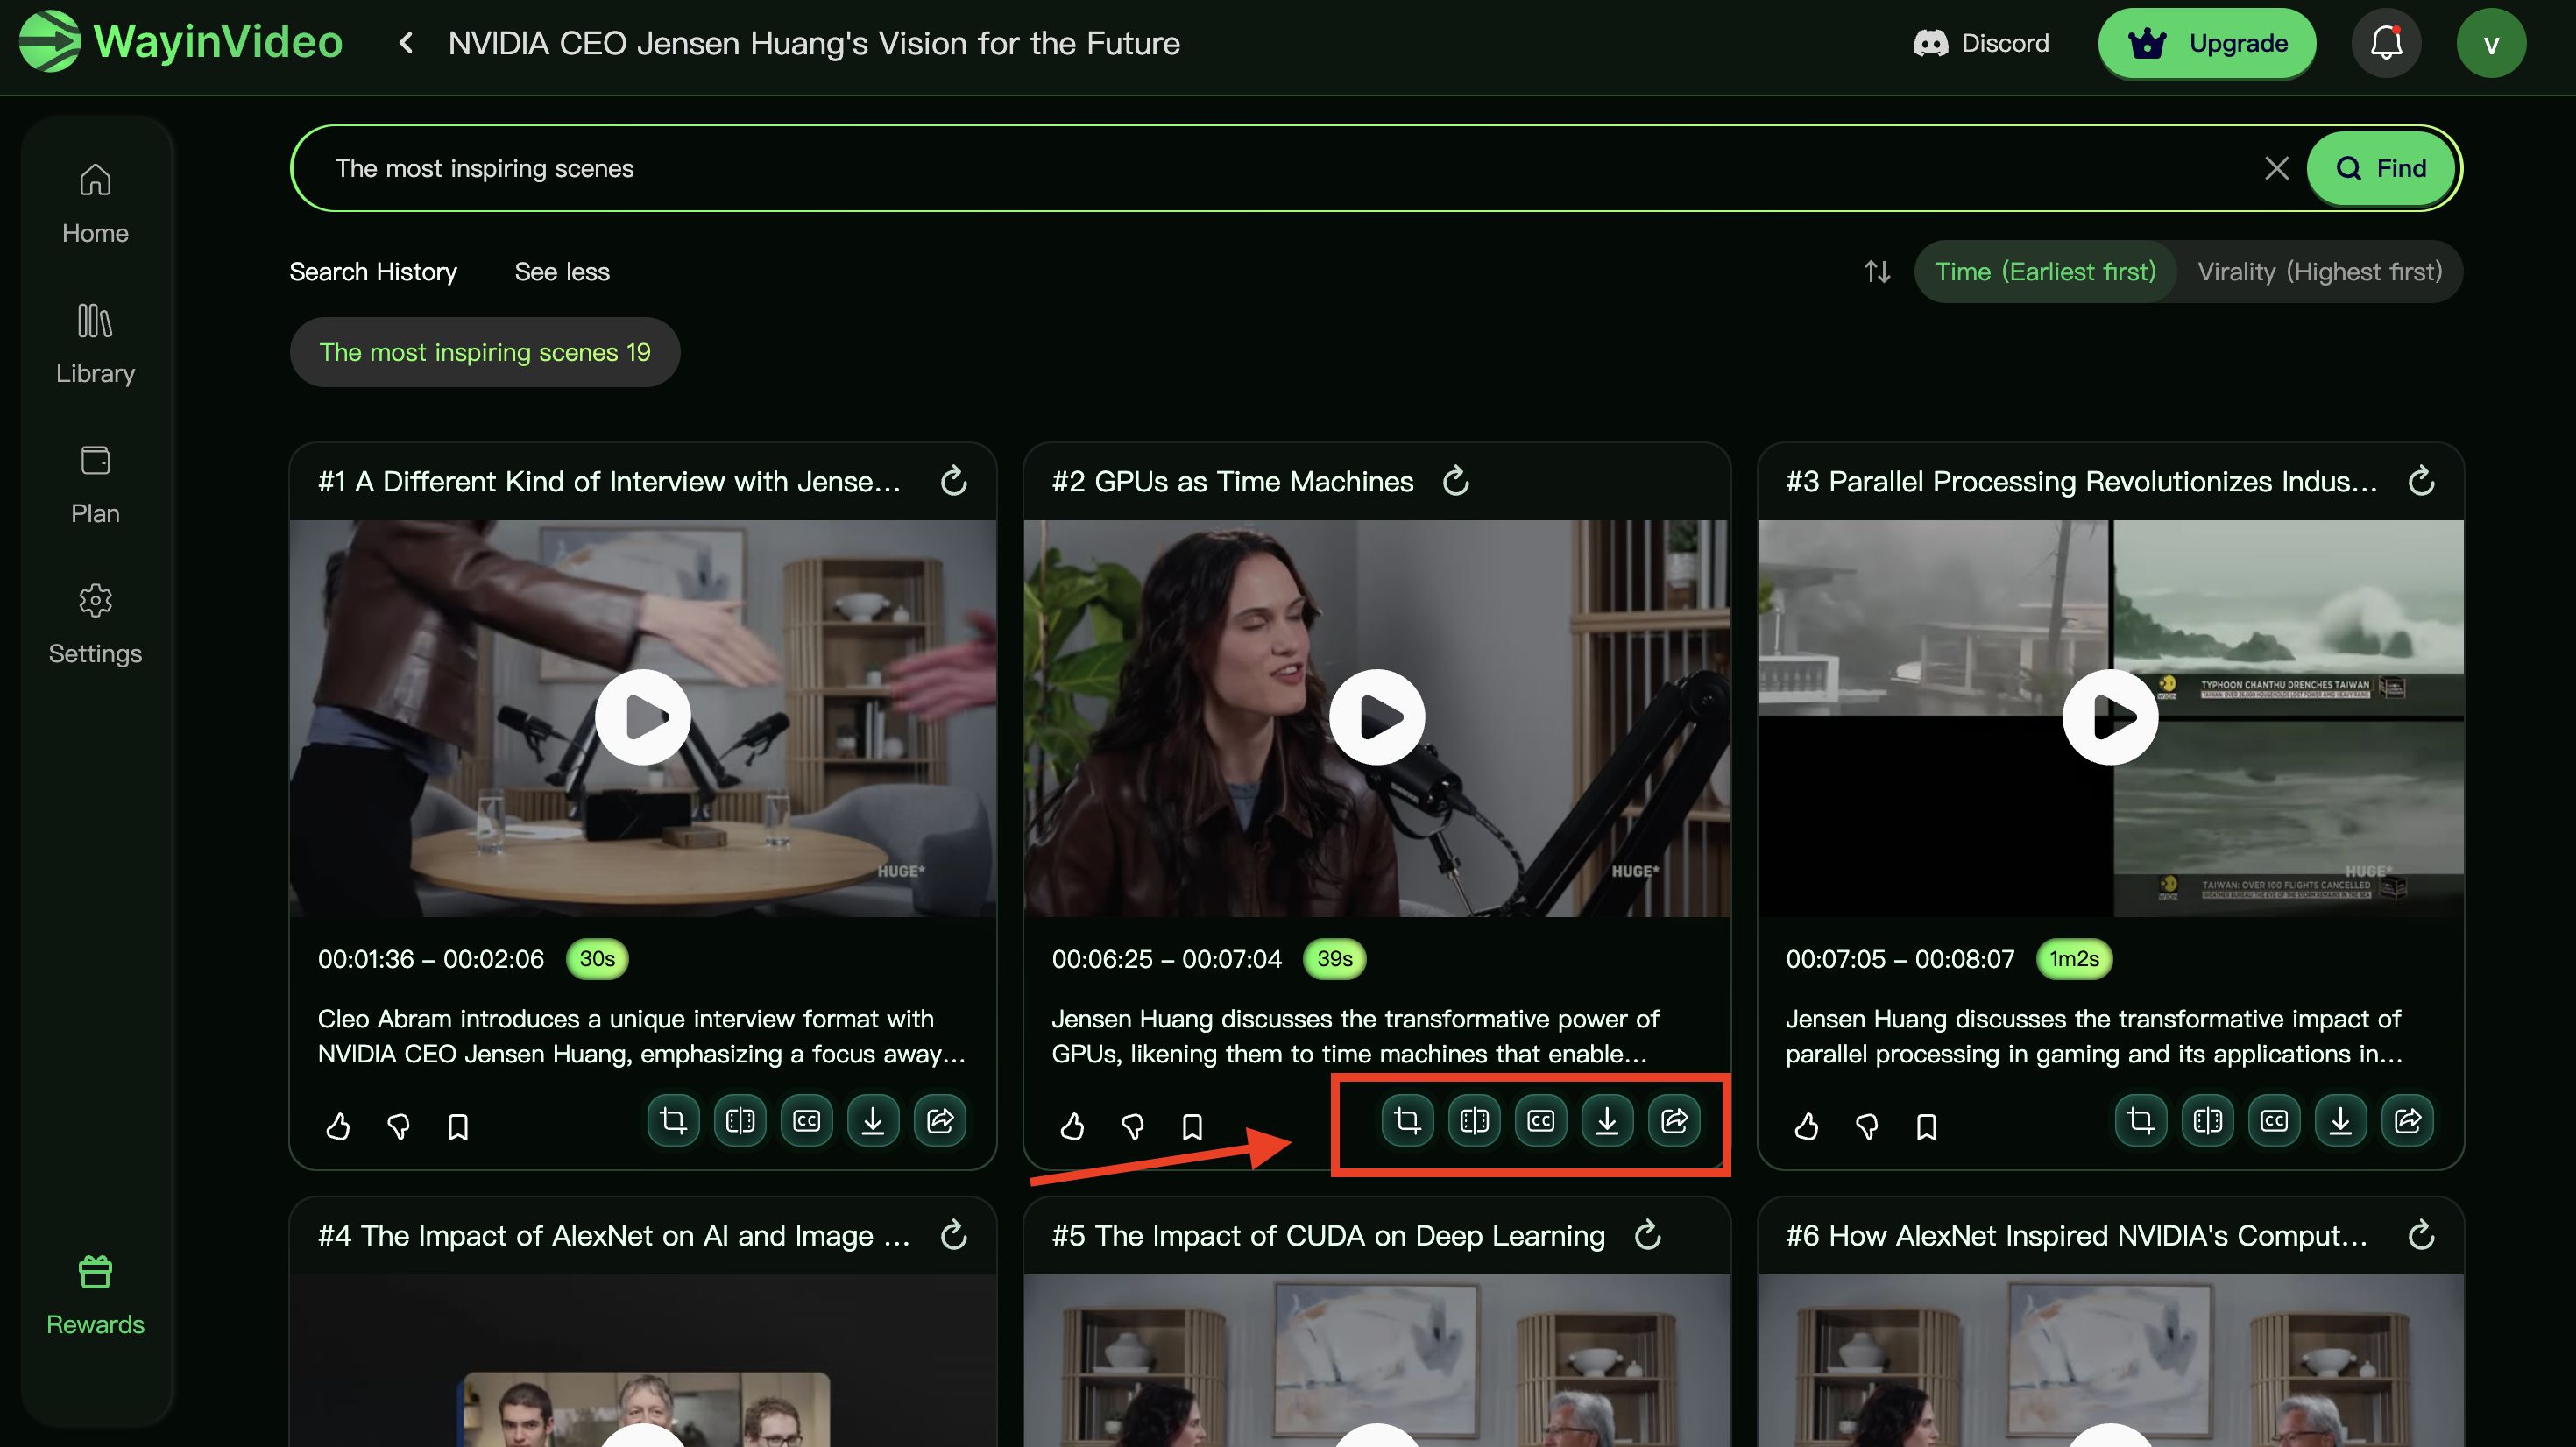 WayinVideo
NVIDIA CEO Jensen Huang's Vision for the Future
Discord
Upgrade
v
Home
Library
Plan
Settings
Rewards
The most inspiring scenes
Find
Search History
See less
Time (Earliest first)
Virality (Highest first)
The most inspiring scenes 19
#1 A Different Kind of Interview with Jense...
HUGE*
00:01:36 – 00:02:06
30s
Cleo Abram introduces a unique interview format with
NVIDIA CEO Jensen Huang, emphasizing a focus away...
CC
#2 GPUs as Time Machines
HUGE*
00:06:25 – 00:07:04
39s
Jensen Huang discusses the transformative power of
GPUs, likening them to time machines that enable...
CC
#3 Parallel Processing Revolutionizes Indus...
TYPHOON CHANTHU DRENCHES TAIWAN
HUGE*
TAIWAN: OVER 100 FLIGHTS CANCELLED
00:07:05 – 00:08:07
1m2s
Jensen Huang discusses the transformative impact of
parallel processing in gaming and its applications in...
CC
#4 The Impact of AlexNet on AI and Image ...
#5 The Impact of CUDA on Deep Learning
#6 How AlexNet Inspired NVIDIA's Comput...